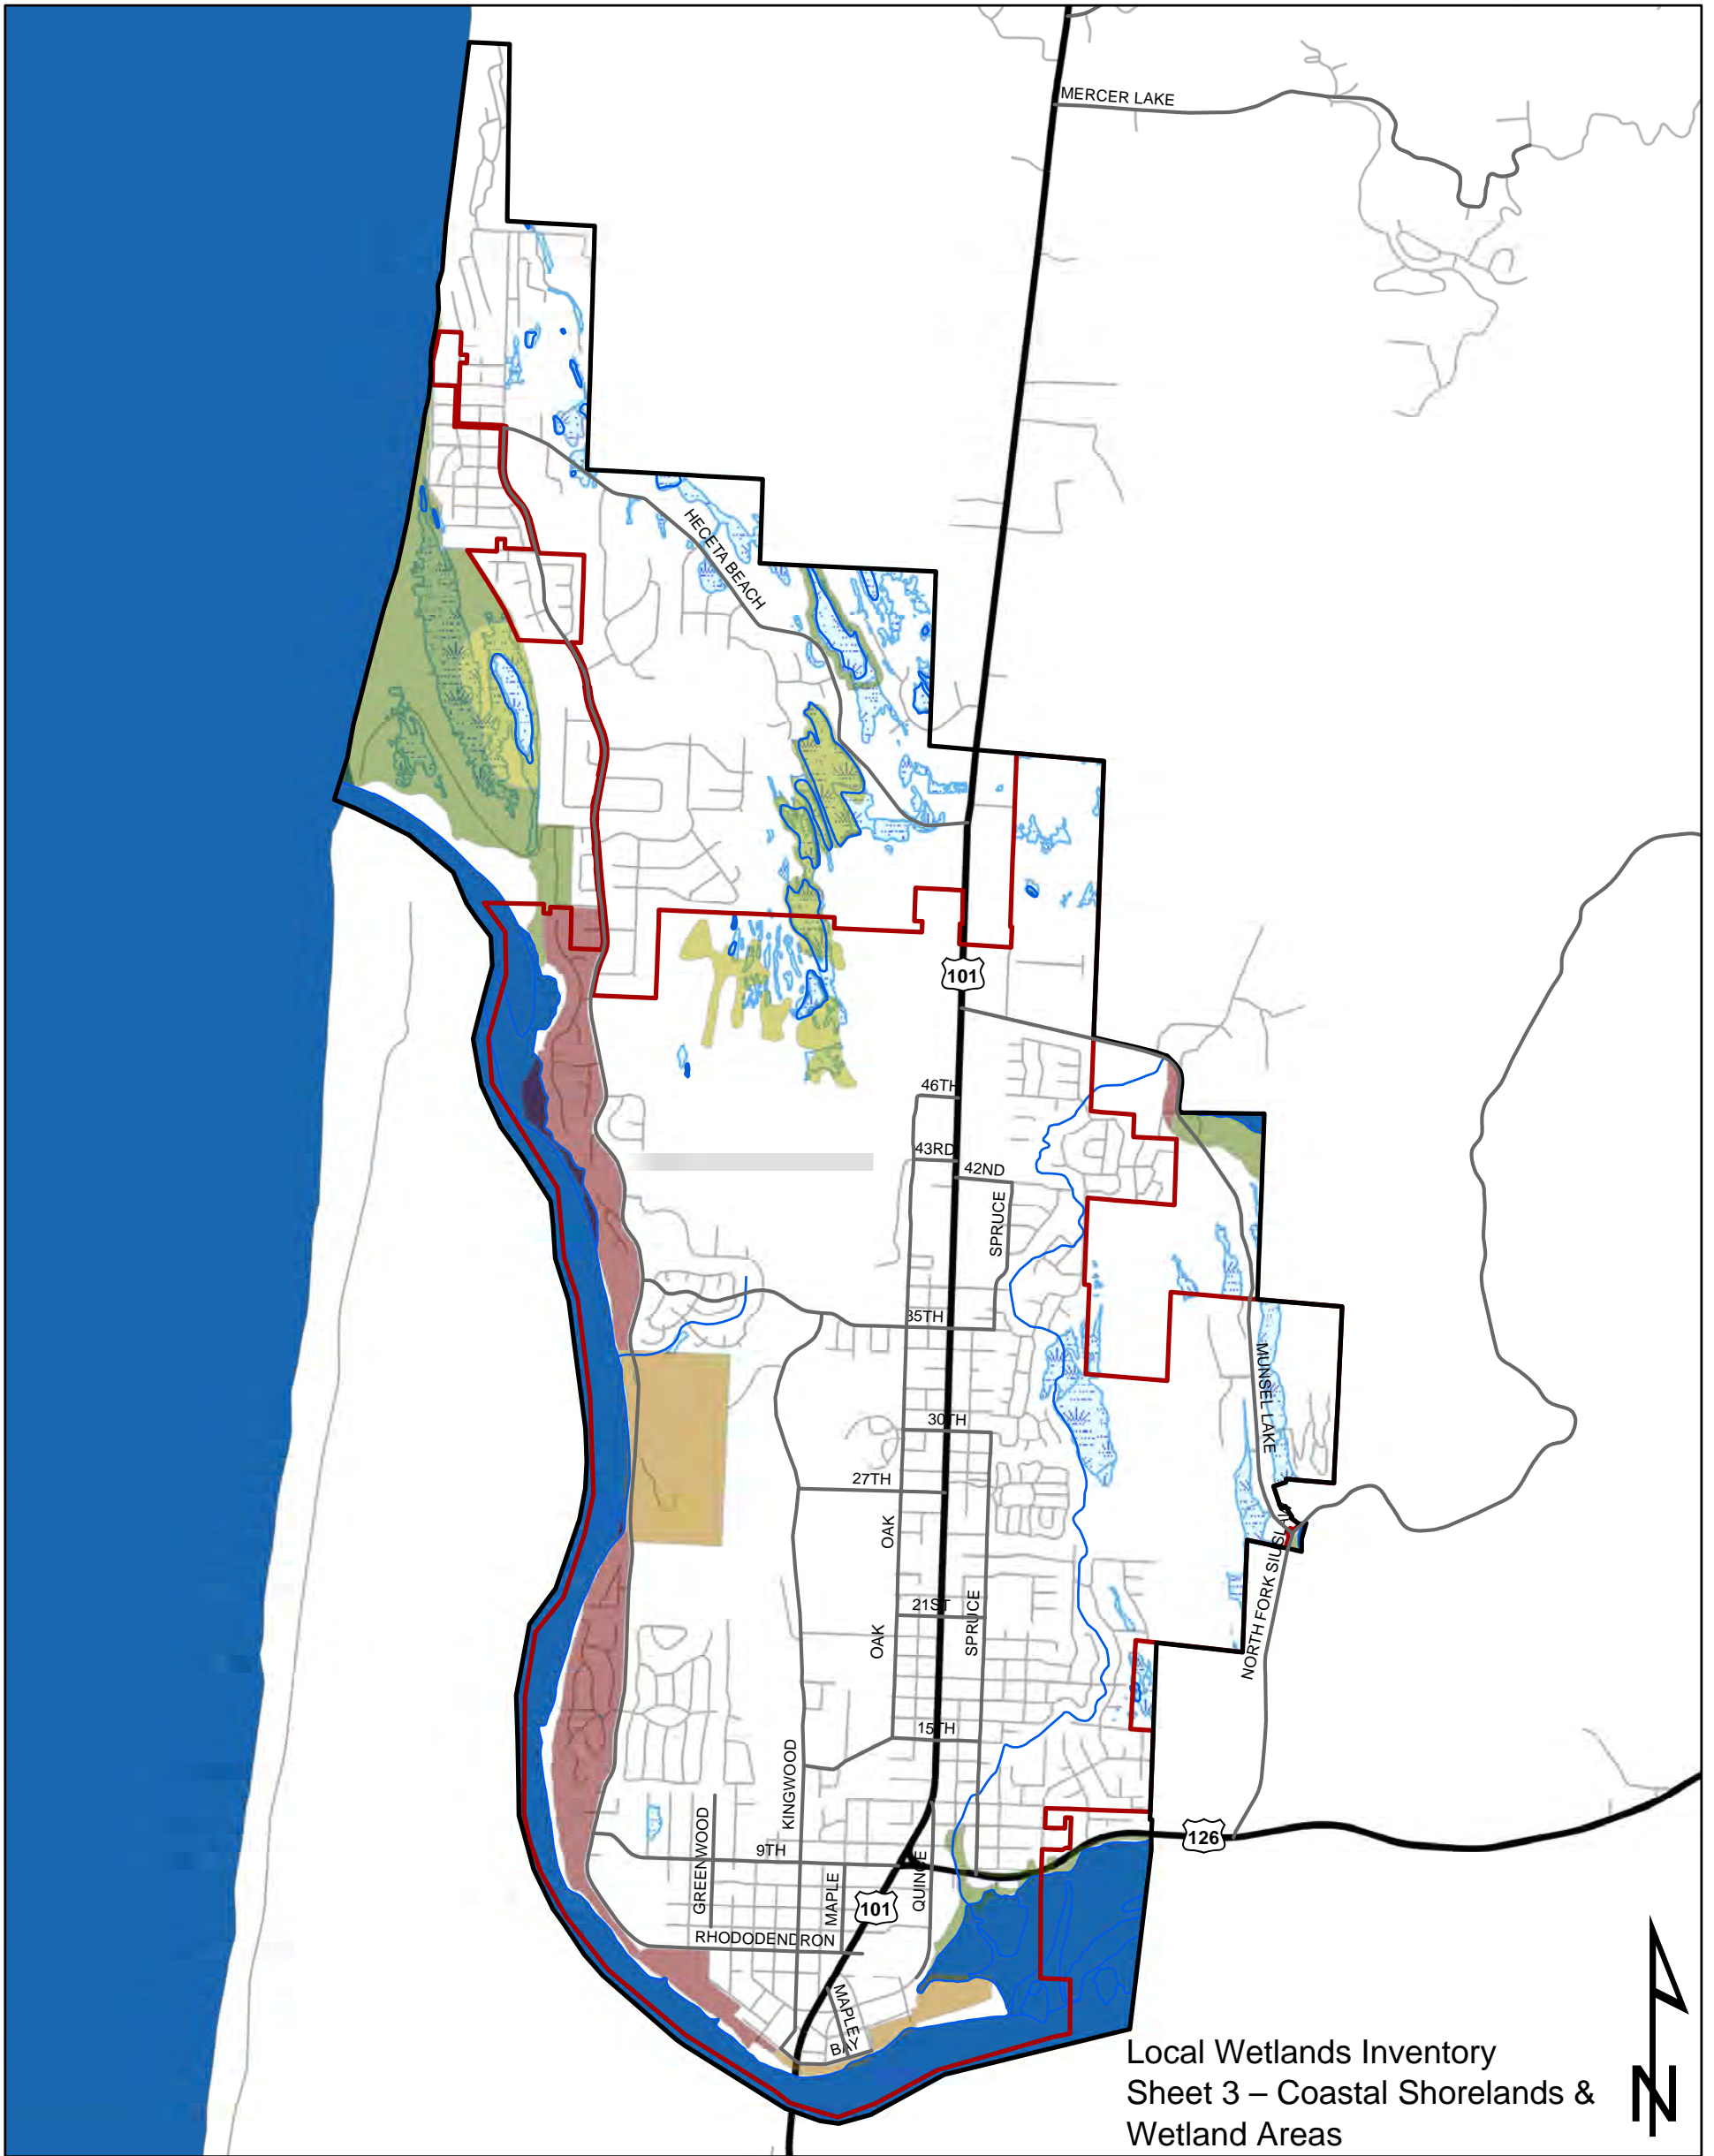 MERCER LAKE
HECETA BEACH
101
46TH
43RD
42ND
SPRUCE
35TH
MUNSEL LAKE
30TH
27TH
OAK
NORTH FORK SIUSL
21ST
SPRUCE
OAK
15TH
KINGWOOD
GREENWOOD
126
9TH
MAPLE
QUINCE
101
RHODODENDRON
MAPLE
BAY
Local Wetlands Inventory
Sheet 3 – Coastal Shorelands &
Wetland Areas
N